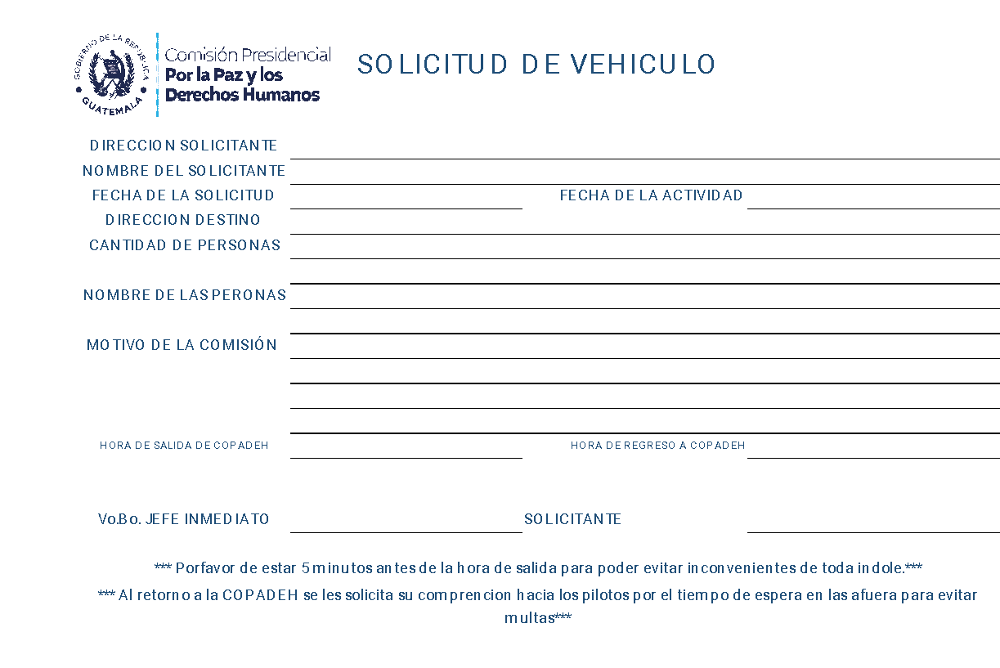 GOBIERNO DE LA REPUBLICA
GUATEMALA
Comisión Presidencial
Por la Paz y los
Derechos Humanos
SOLICITUD DE VEHICULO
DIRECCION SOLICITANTE
NOMBRE DEL SOLICITANTE
FECHA DE LA SOLICITUD FECHA DE LA ACTIVIDAD
DIRECCION DESTINO
CANTIDAD DE PERSONAS
NOMBRE DE LAS PERONAS
MOTIVO DE LA COMISIÓN
HORA DE SALIDA DE COPADEH HORA DE REGRESO A COPADEH
Vo.Bo. JEFE INMEDIATO SOLICITANTE
*** Porfavor de estar 5 minutos antes de la hora de salida para poder evitar inconvenientes de toda indole.***
*** Al retorno a la COPADEH se les solicita su comprencion hacia los pilotos por el tiempo de espera en las afuera para evitar
multas***